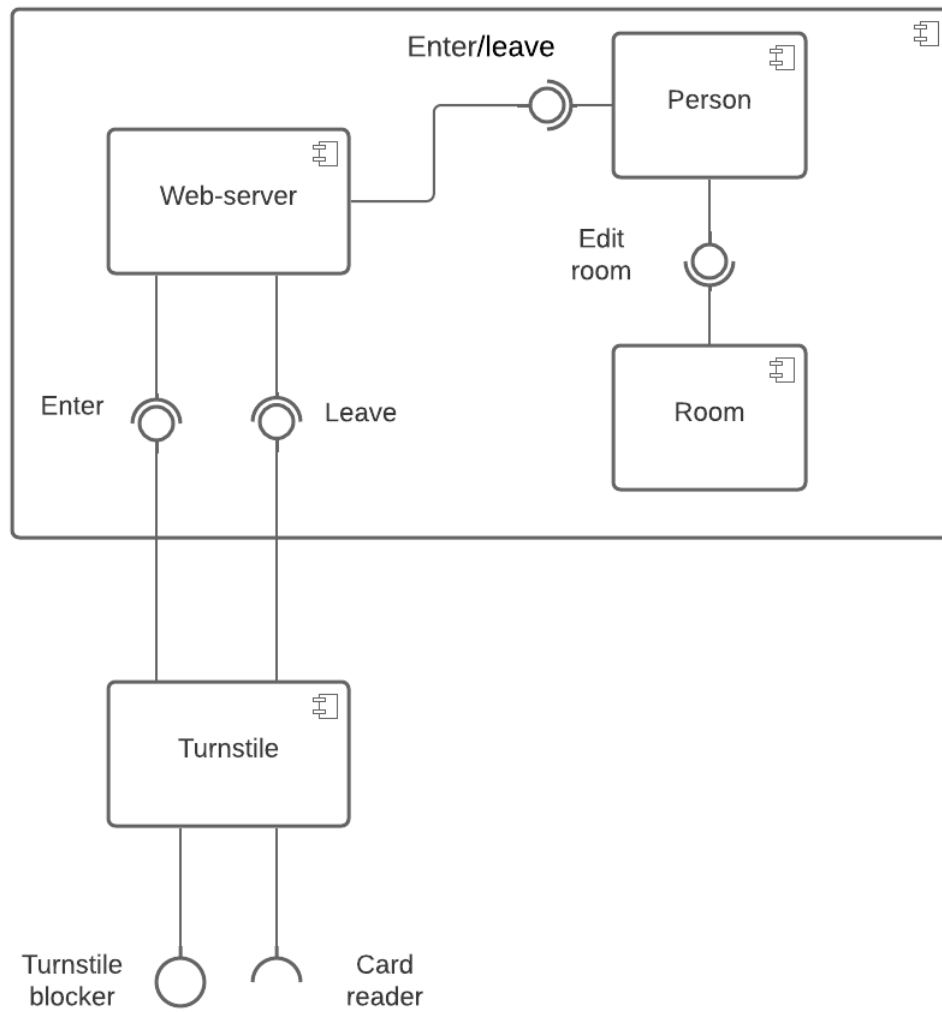 Enter/leave
Person
Web-server
Edit
room
Enter
Leave
Room
Turnstile
Turnstile
blocker
Card
reader